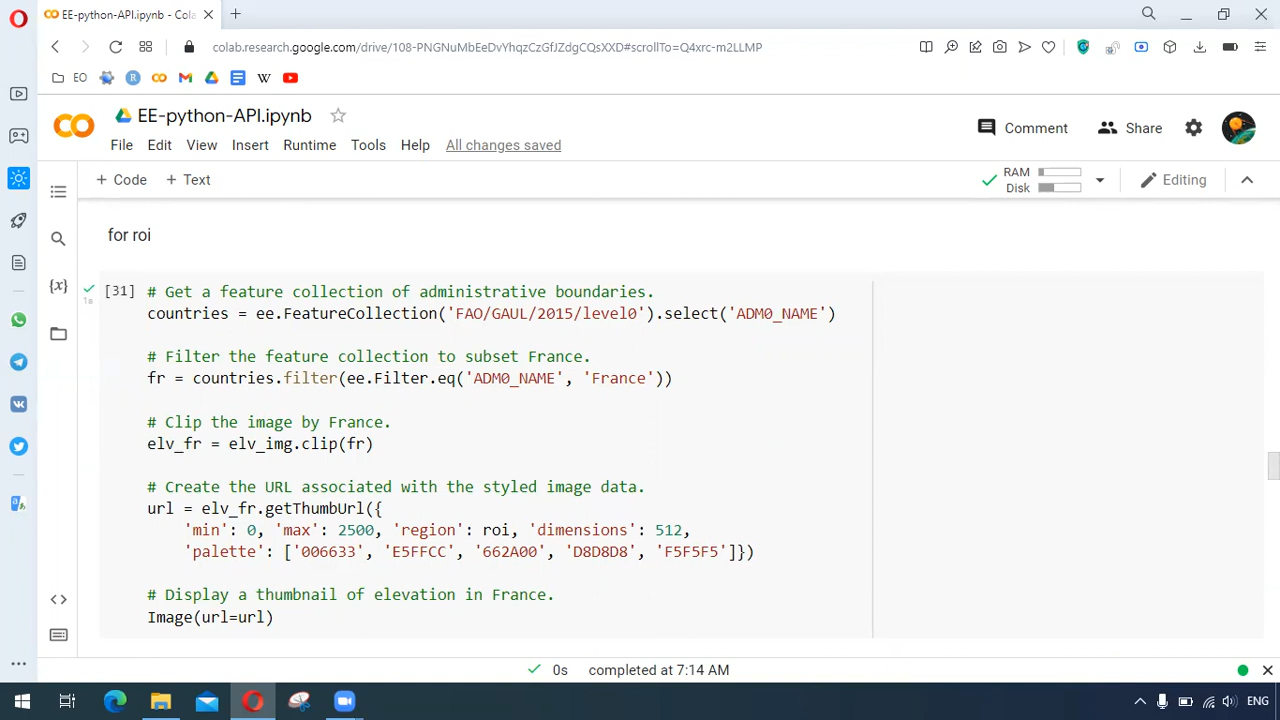 EE-python-API.ipynb - Cola
colab.research.google.com/drive/108-PNGNuMbEeDvYhqzCzGfJZdgCQsXXD#scrollTo=Q4xrc-m2LLMP
EO
EE-python-API.ipynb
Comment
Share
File Edit View Insert Runtime Tools Help All changes saved
+ Code + Text
RAM
Disk
Editing
for roi
[31] # Get a feature collection of administrative boundaries.
1s
countries = ee.FeatureCollection('FAO/GAUL/2015/level0').select('ADM0_NAME')
# Filter the feature collection to subset France.
fr = countries.filter(ee.Filter.eq('ADM0_NAME', 'France'))
# Clip the image by France.
elv_fr = elv_img.clip(fr)
# Create the URL associated with the styled image data.
url = elv_fr.getThumbUrl({
'min': 0, 'max': 2500, 'region': roi, 'dimensions': 512,
'palette': ['006633', 'E5FFCC', '662A00', 'D8D8D8', 'F5F5F5']})
# Display a thumbnail of elevation in France.
Image(url=url)
0s completed at 7:14 AM
ENG